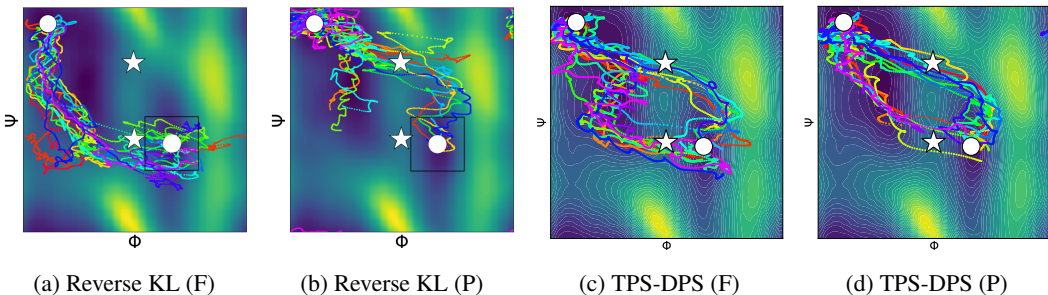 Ψ
Φ
(a) Reverse KL (F)
Ψ
Φ
(b) Reverse KL (P)
Ψ
Φ
(c) TPS-DPS (F)
Ψ
Φ
(d) TPS-DPS (P)